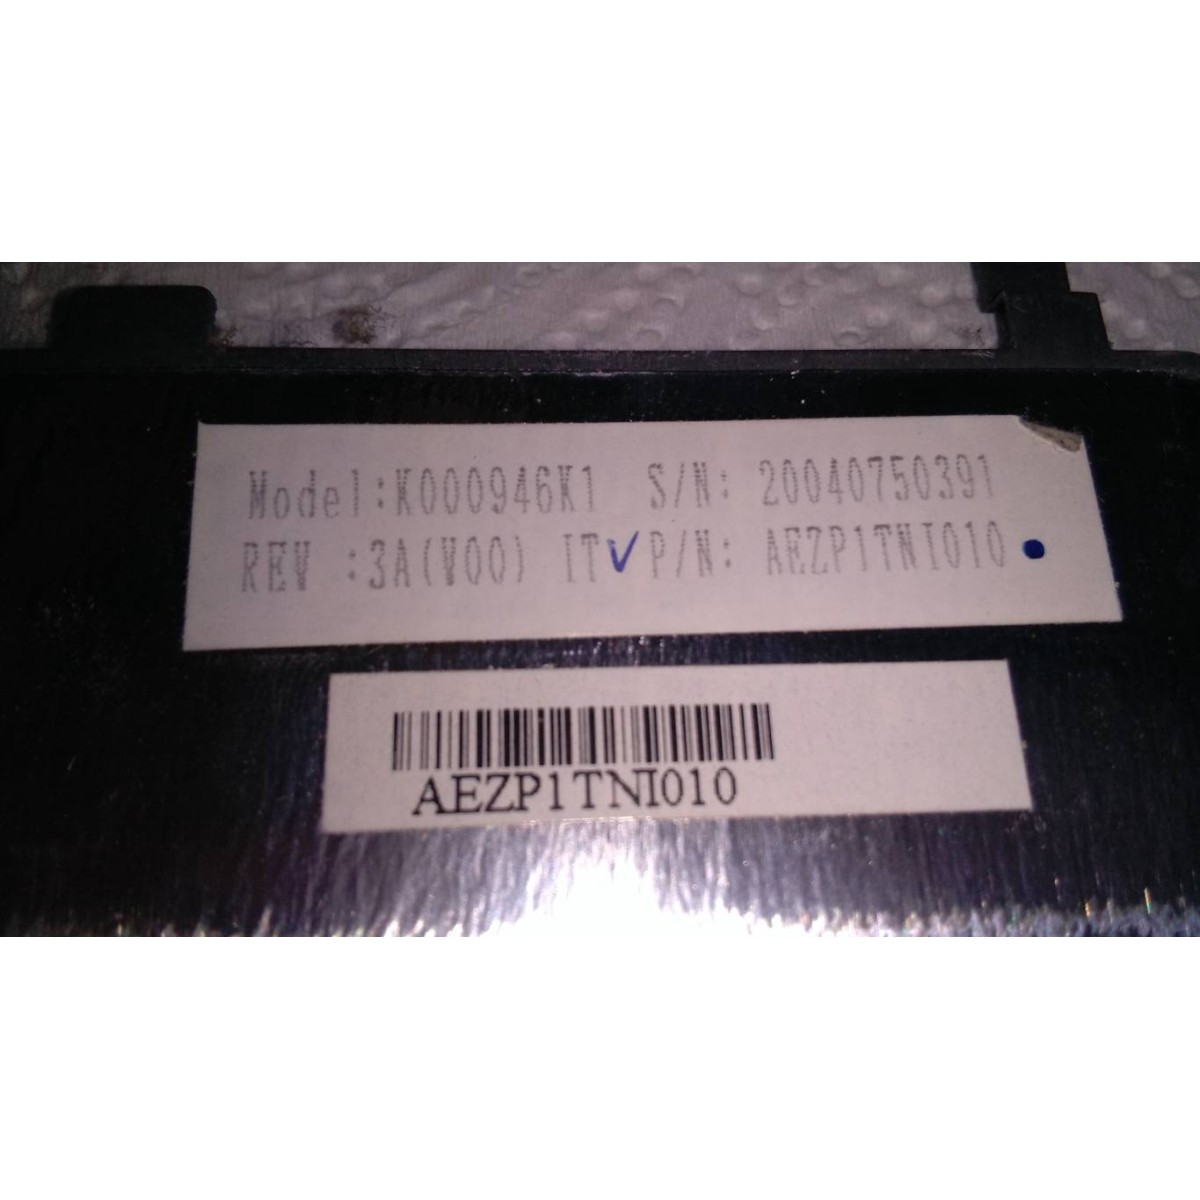 Model:K000946K1 S/N: 20040750391
REV :3A(V00) IT P/N: AEZP1TNI010
AEZP1TNI010